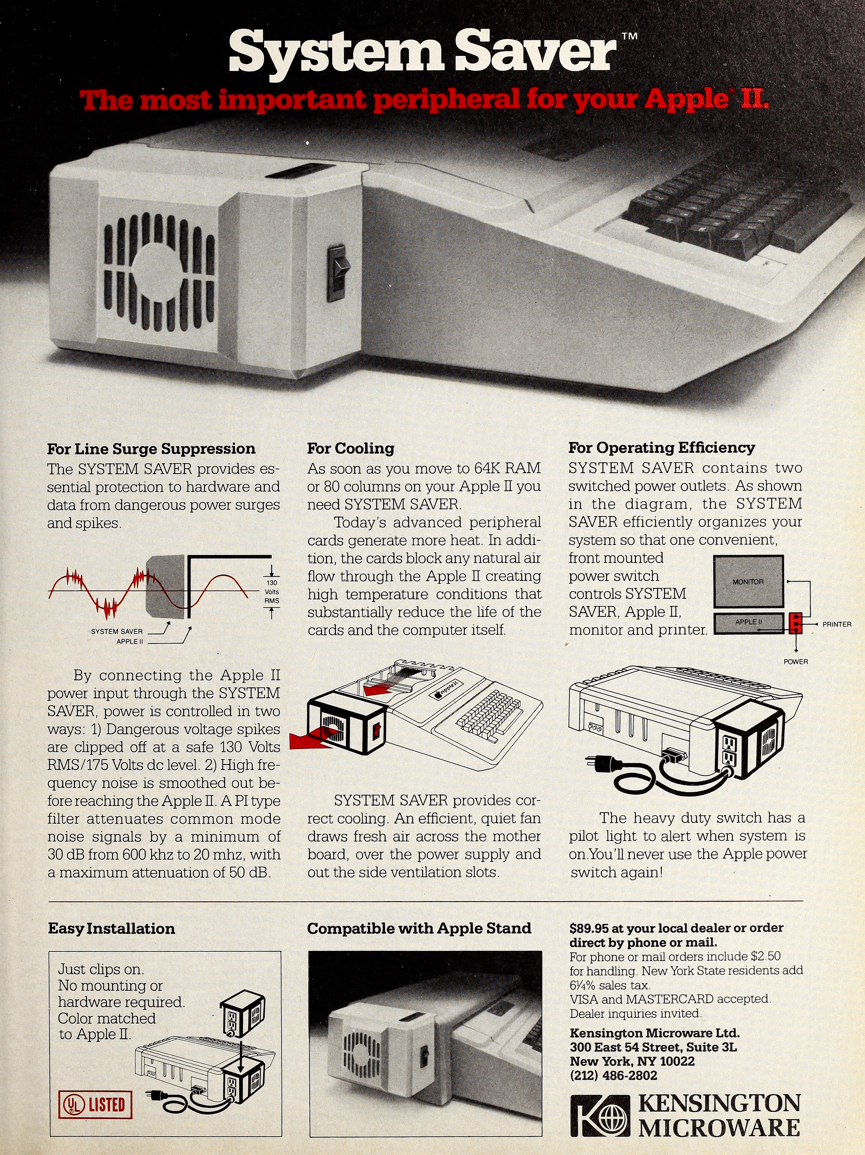 System Saver™
The most important peripheral for your Apple™ II.
For Line Surge Suppression
The SYSTEM SAVER provides es-
sential protection to hardware and
data from dangerous power surges
and spikes.
130
Volts
RMS
SYSTEM SAVER
APPLE II
By connecting the Apple II
power input through the SYSTEM
SAVER, power is controlled in two
ways: 1) Dangerous voltage spikes
are clipped off at a safe 130 Volts
RMS/175 Volts dc level. 2) High fre-
quency noise is smoothed out be-
fore reaching the Apple II. A PI type
filter attenuates common mode
noise signals by a minimum of
30 dB from 600 khz to 20 mhz, with
a maximum attenuation of 50 dB.
For Cooling
As soon as you move to 64K RAM
or 80 columns on your Apple II you
need SYSTEM SAVER.
Today's advanced peripheral
cards generate more heat. In addi-
tion, the cards block any natural air
flow through the Apple II creating
high temperature conditions that
substantially reduce the life of the
cards and the computer itself.
SYSTEM SAVER provides cor-
rect cooling. An efficient, quiet fan
draws fresh air across the mother
board, over the power supply and
out the side ventilation slots.
For Operating Efficiency
SYSTEM SAVER contains two
switched power outlets. As shown
in the diagram, the SYSTEM
SAVER efficiently organizes your
system so that one convenient,
front mounted
power switch
controls SYSTEM
SAVER, Apple II,
monitor and printer.
MONITOR
APPLE II
PRINTER
POWER
The heavy duty switch has a
pilot light to alert when system is
on.You'll never use the Apple power
switch again!
Easy Installation
Just clips on.
No mounting or
hardware required.
Color matched
to Apple II.
UL LISTED
Compatible with Apple Stand
$89.95 at your local dealer or order
direct by phone or mail.
For phone or mail orders include $2.50
for handling. New York State residents add
6¼% sales tax.
VISA and MASTERCARD accepted.
Dealer inquiries invited.
Kensington Microware Ltd.
300 East 54 Street, Suite 3L
New York, NY 10022
(212) 486-2802
KENSINGTON
MICROWARE